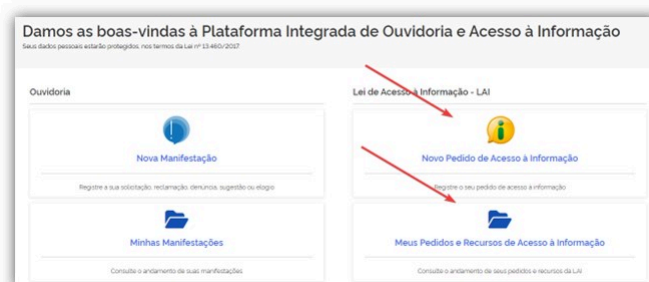 Damos as boas-vindas à Plataforma Integrada de Ouvidoria e Acesso à Informação
Seus dados pessoais estarão protegidos, nos termos da Lei nº 13.460/2017
Ouvidoria
Nova Manifestação
Registre a sua solicitação, reclamação, denúncia, sugestão ou elogio
Minhas Manifestações
Consulte o andamento de suas manifestações
Lei de Acesso à Informação - LAI
Novo Pedido de Acesso à Informação
Registre o seu pedido de acesso à informação
Meus Pedidos e Recursos de Acesso à Informação
Consulte o andamento de seus pedidos e recursos da LAI